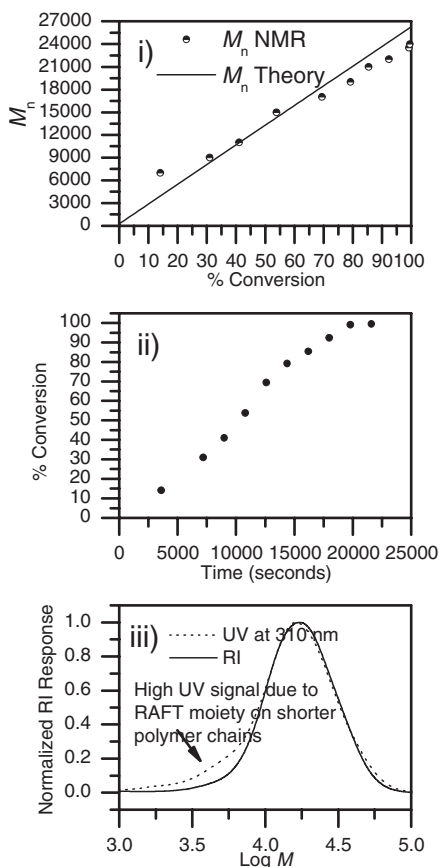 27000
24000
21000
18000
15000
12000
9000
6000
3000
0
Mn
i)
Mn NMR
Mn Theory
0 10 20 30 40 50 60 70 80 90 100
% Conversion
100
90
80
70
60
50
40
30
20
10
0
% Conversion
ii)
0 5000 10000 15000 20000 25000
Time (seconds)
1.0
0.8
0.6
0.4
0.2
0.0
Normalized RI Response
iii)
UV at 310 nm
RI
High UV signal due to
RAFT moiety on shorter
polymer chains
3.0 3.5 4.0 4.5 5.0
Log M